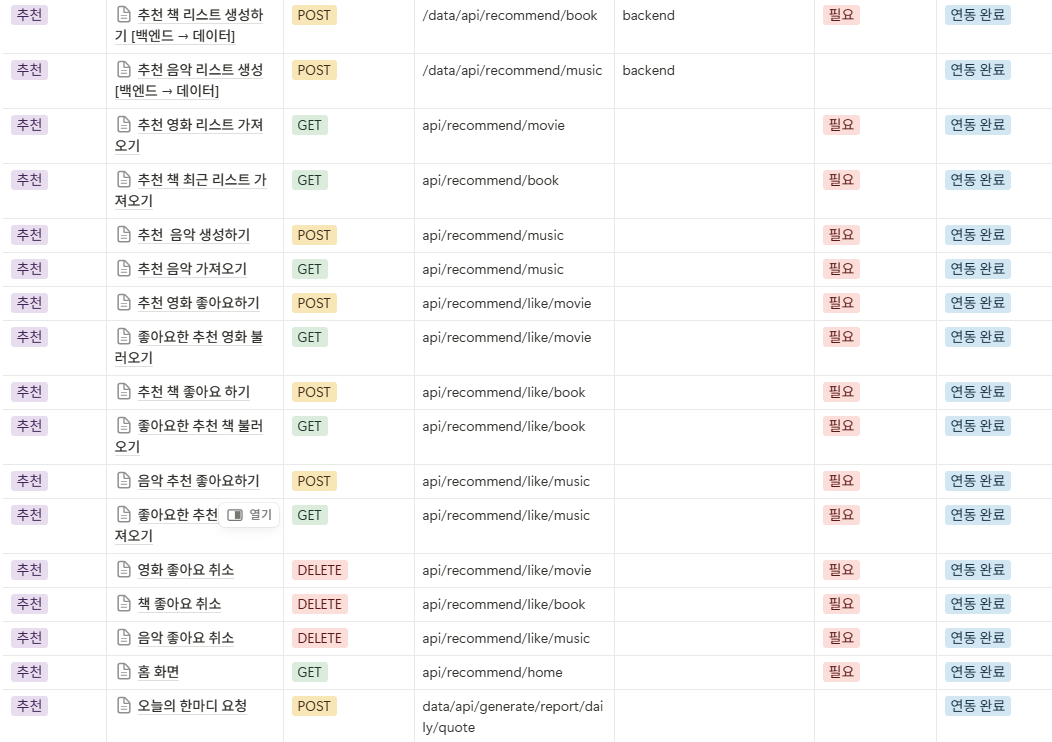 추천 추천 책 리스트 생성하 POST /data/api/recommend/book backend 필요 연동 완료
기 [백엔드 → 데이터]
추천 추천 음악 리스트 생성 POST /data/api/recommend/music backend 연동 완료
[백엔드 → 데이터]
추천 추천 영화 리스트 가져 GET api/recommend/movie 필요 연동 완료
오기
추천 추천 책 최근 리스트 가 GET api/recommend/book 필요 연동 완료
져오기
추천 추천 음악 생성하기 POST api/recommend/music 필요 연동 완료
추천 추천 음악 가져오기 GET api/recommend/music 필요 연동 완료
추천 추천 영화 좋아요하기 POST api/recommend/like/movie 필요 연동 완료
추천 좋아요한 추천 영화 불 GET api/recommend/like/movie 필요 연동 완료
러오기
추천 추천 책 좋아요 하기 POST api/recommend/like/book 필요 연동 완료
추천 좋아요한 추천 책 불러 GET api/recommend/like/book 필요 연동 완료
오기
추천 음악 추천 좋아요하기 POST api/recommend/like/music 필요 연동 완료
추천 좋아요한 추천 열기 GET api/recommend/like/music 필요 연동 완료
져오기
추천 영화 좋아요 취소 DELETE api/recommend/like/movie 필요 연동 완료
추천 책 좋아요 취소 DELETE api/recommend/like/book 필요 연동 완료
추천 음악 좋아요 취소 DELETE api/recommend/like/music 필요 연동 완료
추천 홈 화면 GET api/recommend/home 필요 연동 완료
추천 오늘의 한마디 요청 POST data/api/generate/report/dai 연동 완료
ly/quote